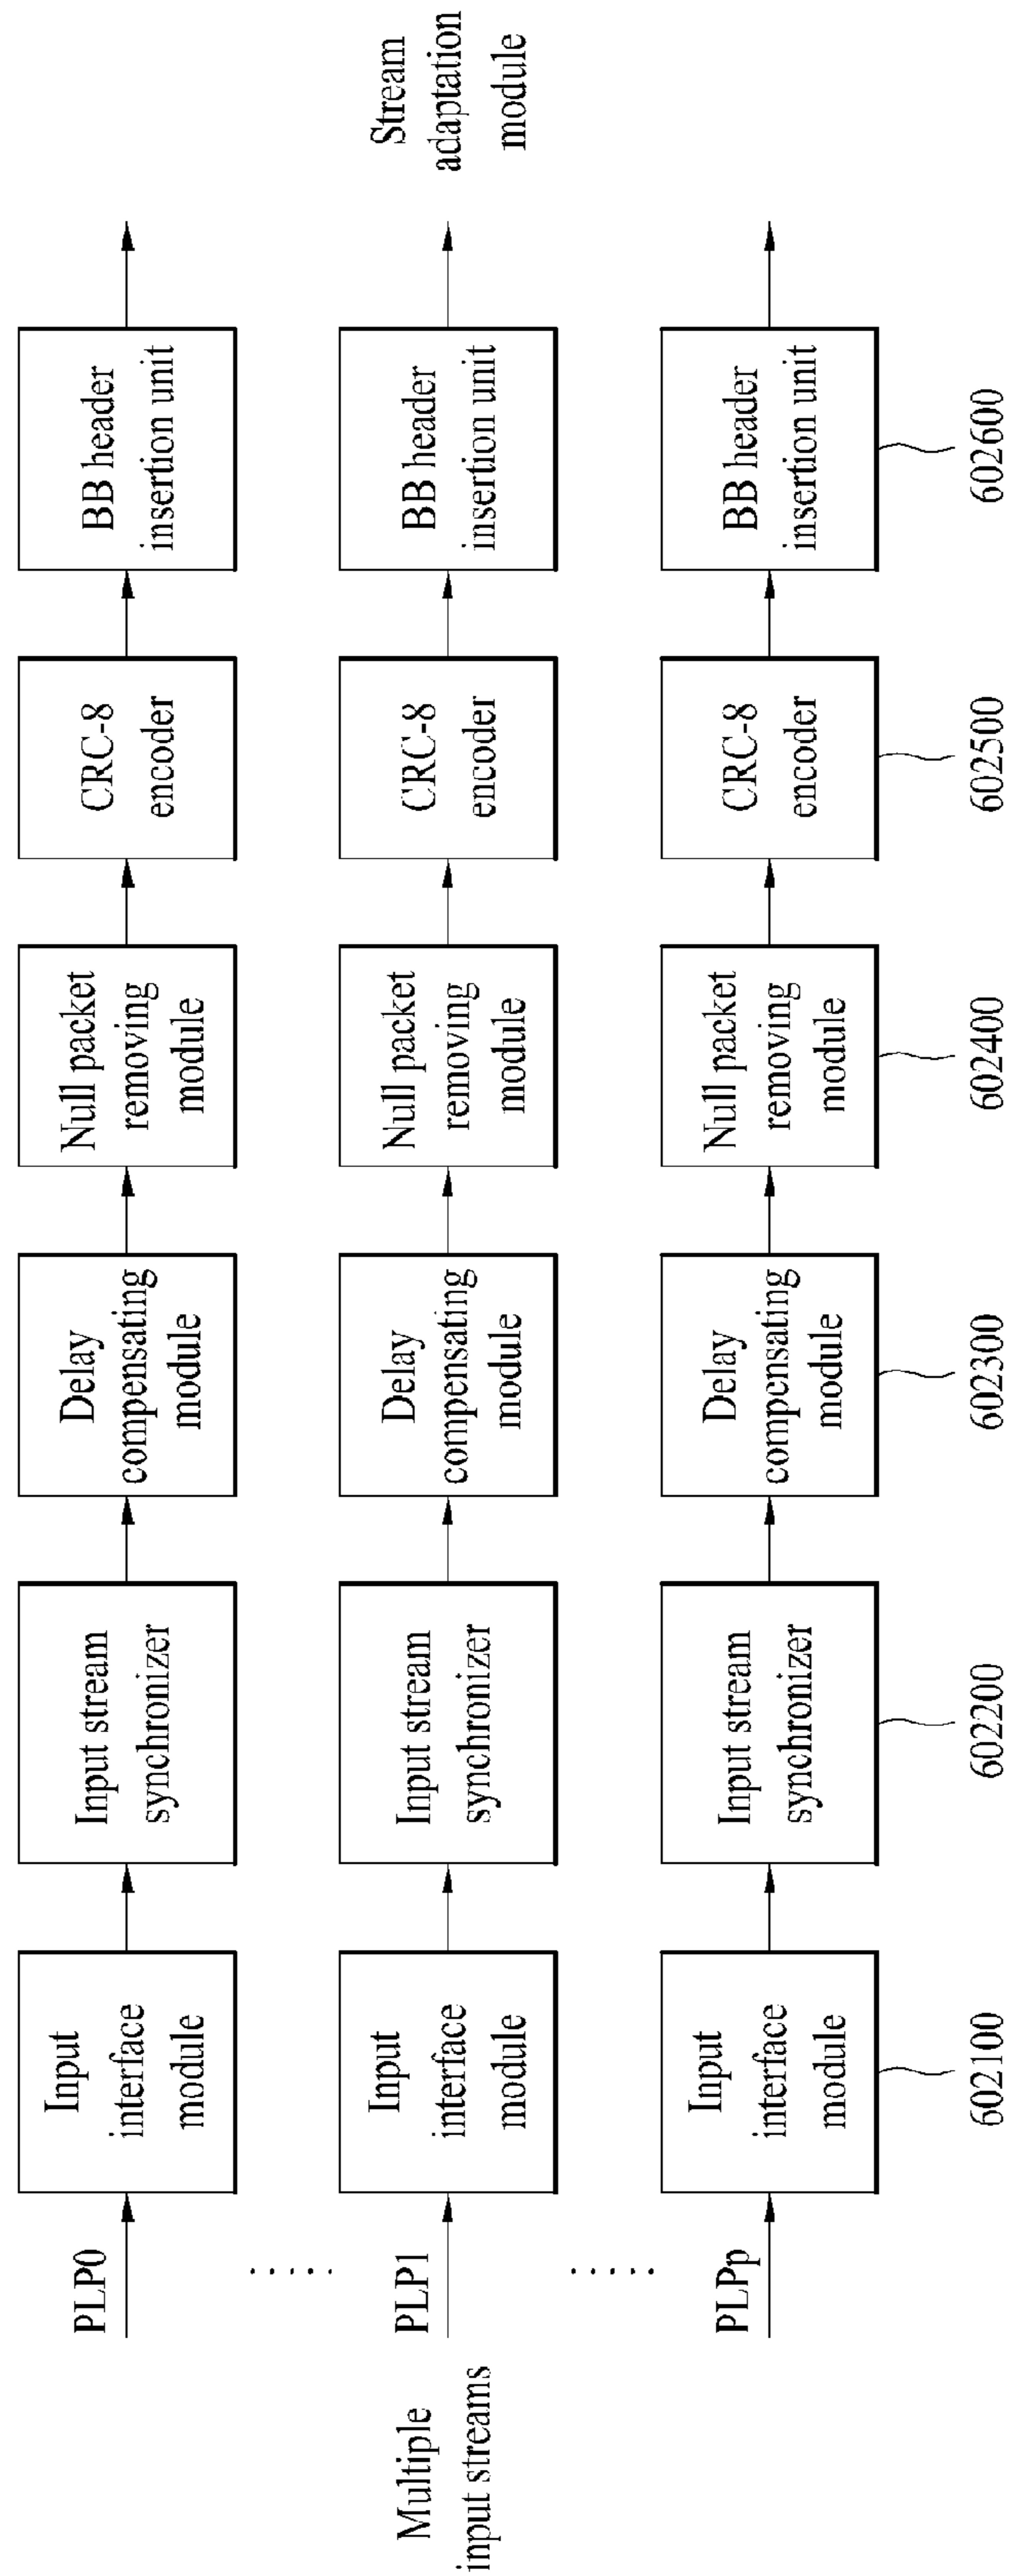 PLP0
Input
interface
module
Input stream
synchronizer
Delay
compensating
module
Null packet
removing
module
CRC-8
encoder
BB header
insertion unit
.....
Multiple
input streams
PLP1
Input
interface
module
Input stream
synchronizer
Delay
compensating
module
Null packet
removing
module
CRC-8
encoder
BB header
insertion unit
Stream
adaptation
module
.....
PLPp
Input
interface
module
Input stream
synchronizer
Delay
compensating
module
Null packet
removing
module
CRC-8
encoder
BB header
insertion unit
602100
602200
602300
602400
602500
602600